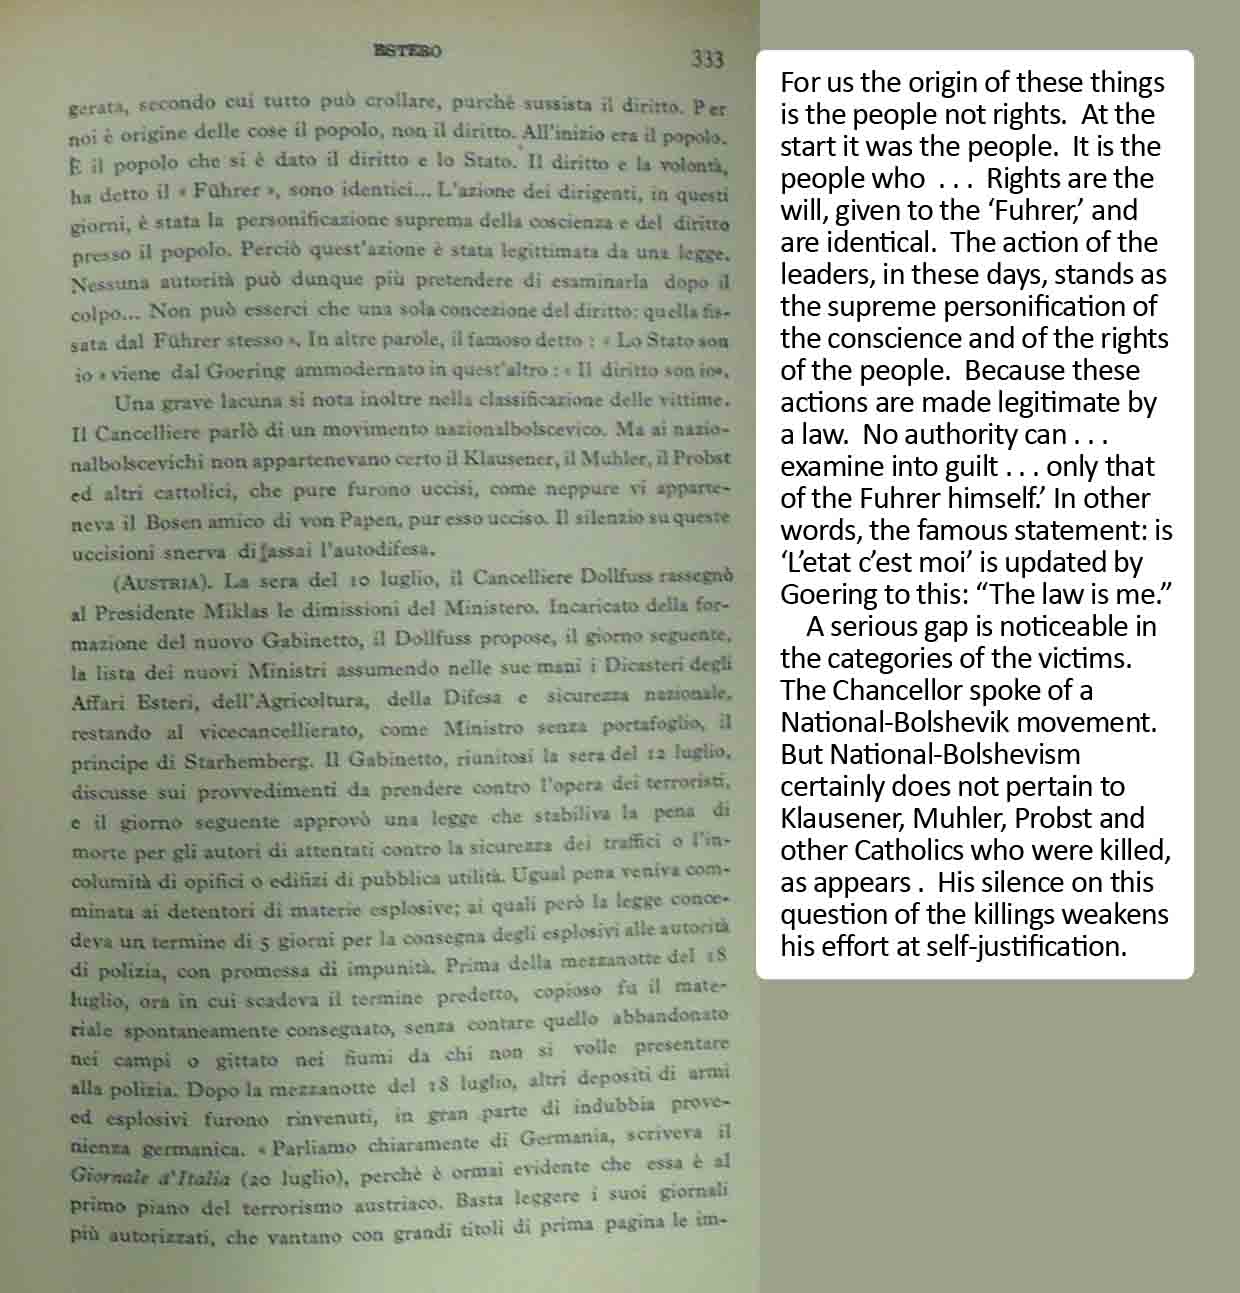 ESTERO
333
gerata, secondo cui tutto può crollare, purchè sussista il diritto. Per
noi è origine delle cose il popolo, non il diritto. All'inizio era il popolo.
È il popolo che si è dato il diritto e lo Stato. Il diritto e la volontà,
ha detto il « Führer », sono identici... L'azione dei dirigenti, in questi
giorni, è stata la personificazione suprema della coscienza e del diritto
presso il popolo. Perciò quest'azione è stata legittimata da una legge.
Nessuna autorità può dunque più pretendere di esaminarla dopo il
colpo... Non può esserci che una sola concezione del diritto: quella fis-
sata dal Führer stesso ». In altre parole, il famoso detto : « Lo Stato son
io » viene dal Goering ammodernato in quest'altro : « Il diritto son io».
Una grave lacuna si nota inoltre nella classificazione delle vittime.
Il Cancelliere parlò di un movimento nazionalbolscevico. Ma ai nazio-
nalbolscevichi non appartenevano certo il Klausener, il Muhler, il Probst
ed altri cattolici, che pure furono uccisi, come neppure vi apparte-
neva il Bosen amico di von Papen, pur esso ucciso. Il silenzio su queste
uccisioni snerva di assai l'autodifesa.
(AUSTRIA). La sera del 10 luglio, il Cancelliere Dollfuss rassegnò
al Presidente Miklas le dimissioni del Ministero. Incaricato della for-
mazione del nuovo Gabinetto, il Dollfuss propose, il giorno seguente,
la lista dei nuovi Ministri assumendo nelle sue mani i Dicasteri degli
Affari Esteri, dell'Agricoltura, della Difesa e sicurezza nazionale,
restando al vicecancellierato, come Ministro senza portafoglio, il
principe di Starhemberg. Il Gabinetto, riunitosi la sera del 12 luglio,
discusse sui provvedimenti da prendere contro l'opera dei terroristi,
e il giorno seguente approvò una legge che stabiliva la pena di
morte per gli autori di attentati contro la sicurezza dei traffici o l'in-
columità di opifici o edifizi di pubblica utilità. Ugual pena veniva com-
minata ai detentori di materie esplosive; ai quali però la legge conce-
deva un termine di 5 giorni per la consegna degli esplosivi alle autorità
di polizia, con promessa di impunità. Prima della mezzanotte del 18
luglio, ora in cui scadeva il termine predetto, copioso fu il mate-
riale spontaneamente consegnato, senza contare quello abbandonato
nei campi o gittato nei fiumi da chi non si volle presentare
alla polizia. Dopo la mezzanotte del 18 luglio, altri depositi di armi
ed esplosivi furono rinvenuti, in gran parte di indubbia prove-
nienza germanica. « Parliamo chiaramente di Germania, scriveva il
Giornale d'Italia (20 luglio), perchè è ormai evidente che essa è al
primo piano del terrorismo austriaco. Basta leggere i suoi giornali
più autorizzati, che vantano con grandi titoli di prima pagina le im-
For us the origin of these things
is the people not rights. At the
start it was the people. It is the
people who . . . Rights are the
will, given to the ‘Fuhrer,’ and
are identical. The action of the
leaders, in these days, stands as
the supreme personification of
the conscience and of the rights
of the people. Because these
actions are made legitimate by
a law. No authority can . . .
examine into guilt . . . only that
of the Fuhrer himself.’ In other
words, the famous statement: is
‘L’etat c’est moi’ is updated by
Goering to this: “The law is me.”
A serious gap is noticeable in
the categories of the victims.
The Chancellor spoke of a
National-Bolshevik movement.
But National-Bolshevism
certainly does not pertain to
Klausener, Muhler, Probst and
other Catholics who were killed,
as appears . His silence on this
question of the killings weakens
his effort at self-justification.